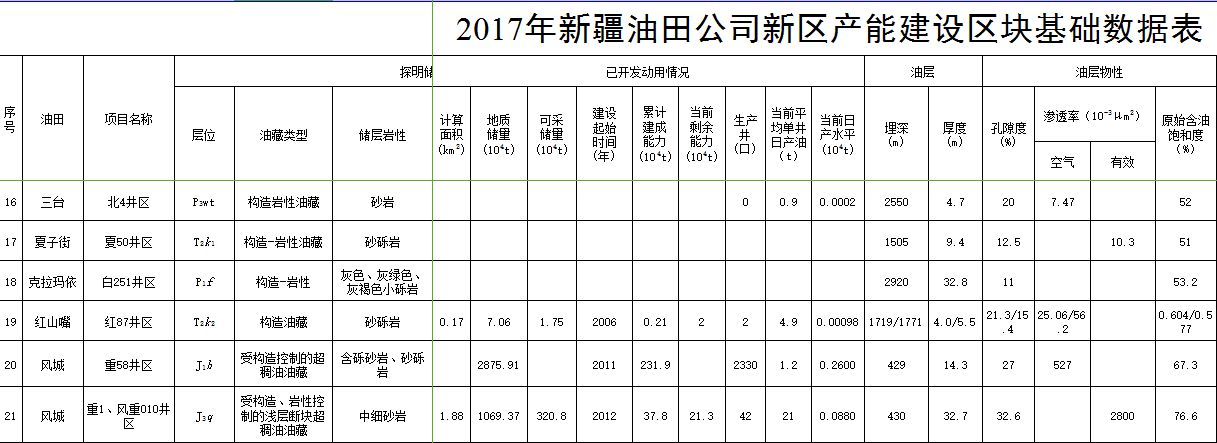 2017年新疆油田公司新区产能建设区块基础数据表
序号 油田 项目名称 探明储 已开发动用情况 油层 油层物性
层位 油藏类型 储层岩性 计算面积(km²) 地质储量(10⁴t) 可采储量(10⁴t) 建设起始时间(年) 累计建成能力(10⁴t) 当前剩余能力(10⁴t) 生产井(口) 当前平均单井日产油(t) 当前日产水平(10⁴t) 埋深(m) 厚度(m) 孔隙度(%) 渗透率(10⁻³μm²) 原始含油饱和度(%)
空气 有效
16 三台 北4井区 P₃wt 构造岩性油藏 砂岩 0 0.9 0.0002 2550 4.7 20 7.47 52
17 夏子街 夏50井区 T₂k₁ 构造-岩性油藏 砂砾岩 1505 9.4 12.5 10.3 51
18 克拉玛依 白251井区 P₁f 构造-岩性 灰色、灰绿色、灰褐色小砾岩 2920 32.8 11 53.2
19 红山嘴 红87井区 T₂k₂ 构造油藏 砂砾岩 0.17 7.06 1.75 2006 0.21 2 2 4.9 0.00098 1719/1771 4.0/5.5 21.3/15.4 25.06/56.2 0.604/0.577
20 风城 重58井区 J₁b 受构造控制的超稠油油藏 含砾砂岩、砂砾岩 2875.91 2011 231.9 2330 1.2 0.2600 429 14.3 27 527 67.3
21 风城 重1、风重010井区 J₃q 受构造、岩性控制的浅层断块超稠油油藏 中细砂岩 1.88 1069.37 320.8 2012 37.8 21.3 42 21 0.0880 430 32.7 32.6 2800 76.6